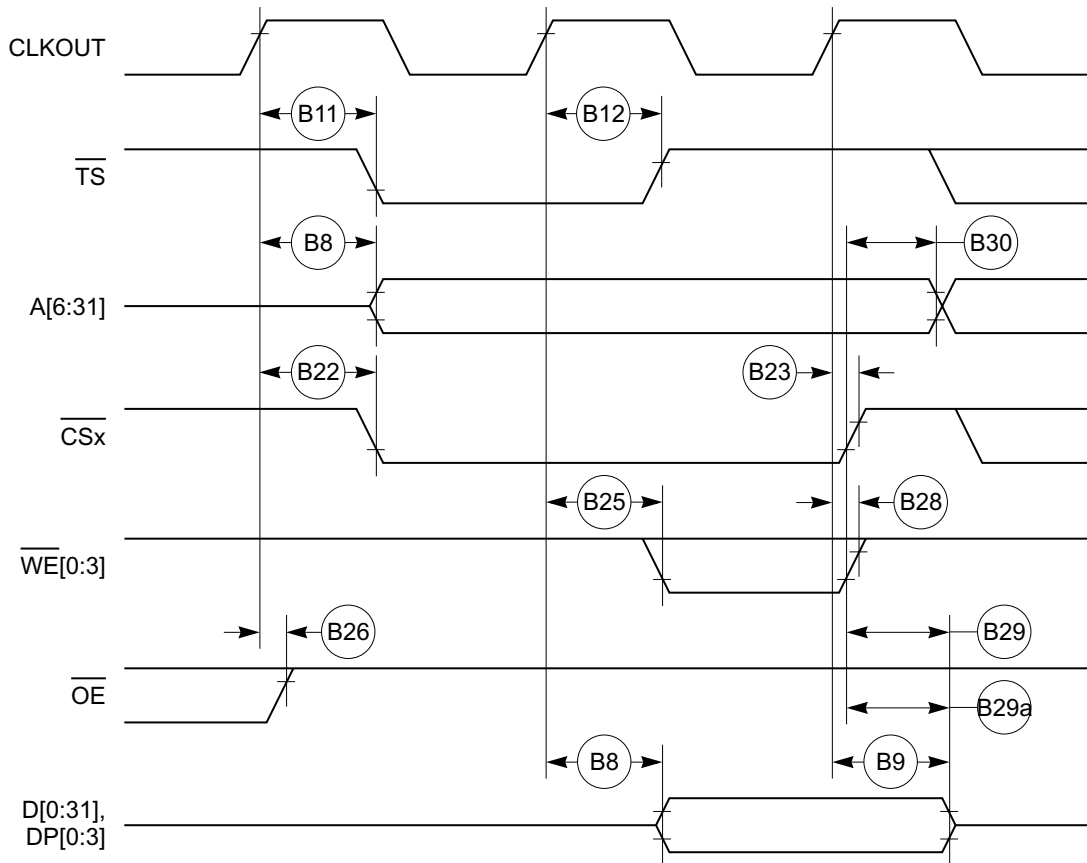 CLKOUT
B11
B12
TS
B8
B30
A[6:31]
B22
B23
CSx
B25
B28
WE[0:3]
B26
B29
OE
B29a
B8
B9
D[0:31],
DP[0:3]